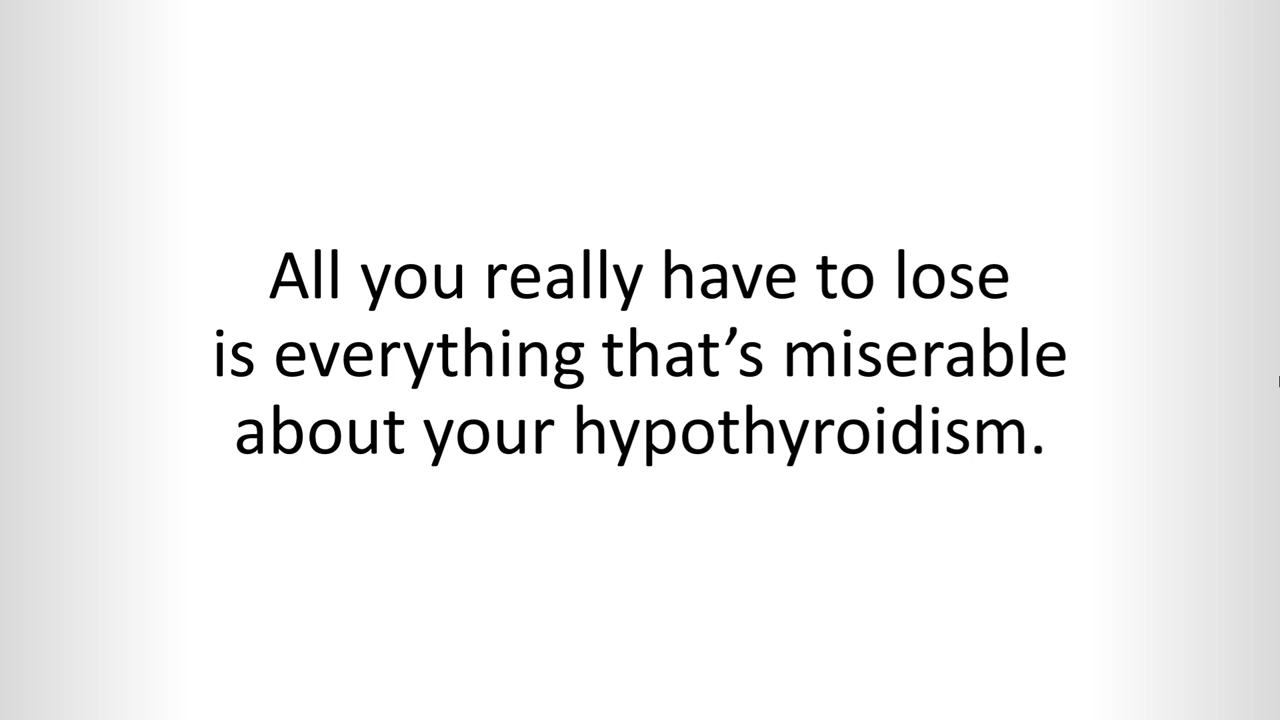 All you really have to lose
is everything that’s miserable
about your hypothyroidism.